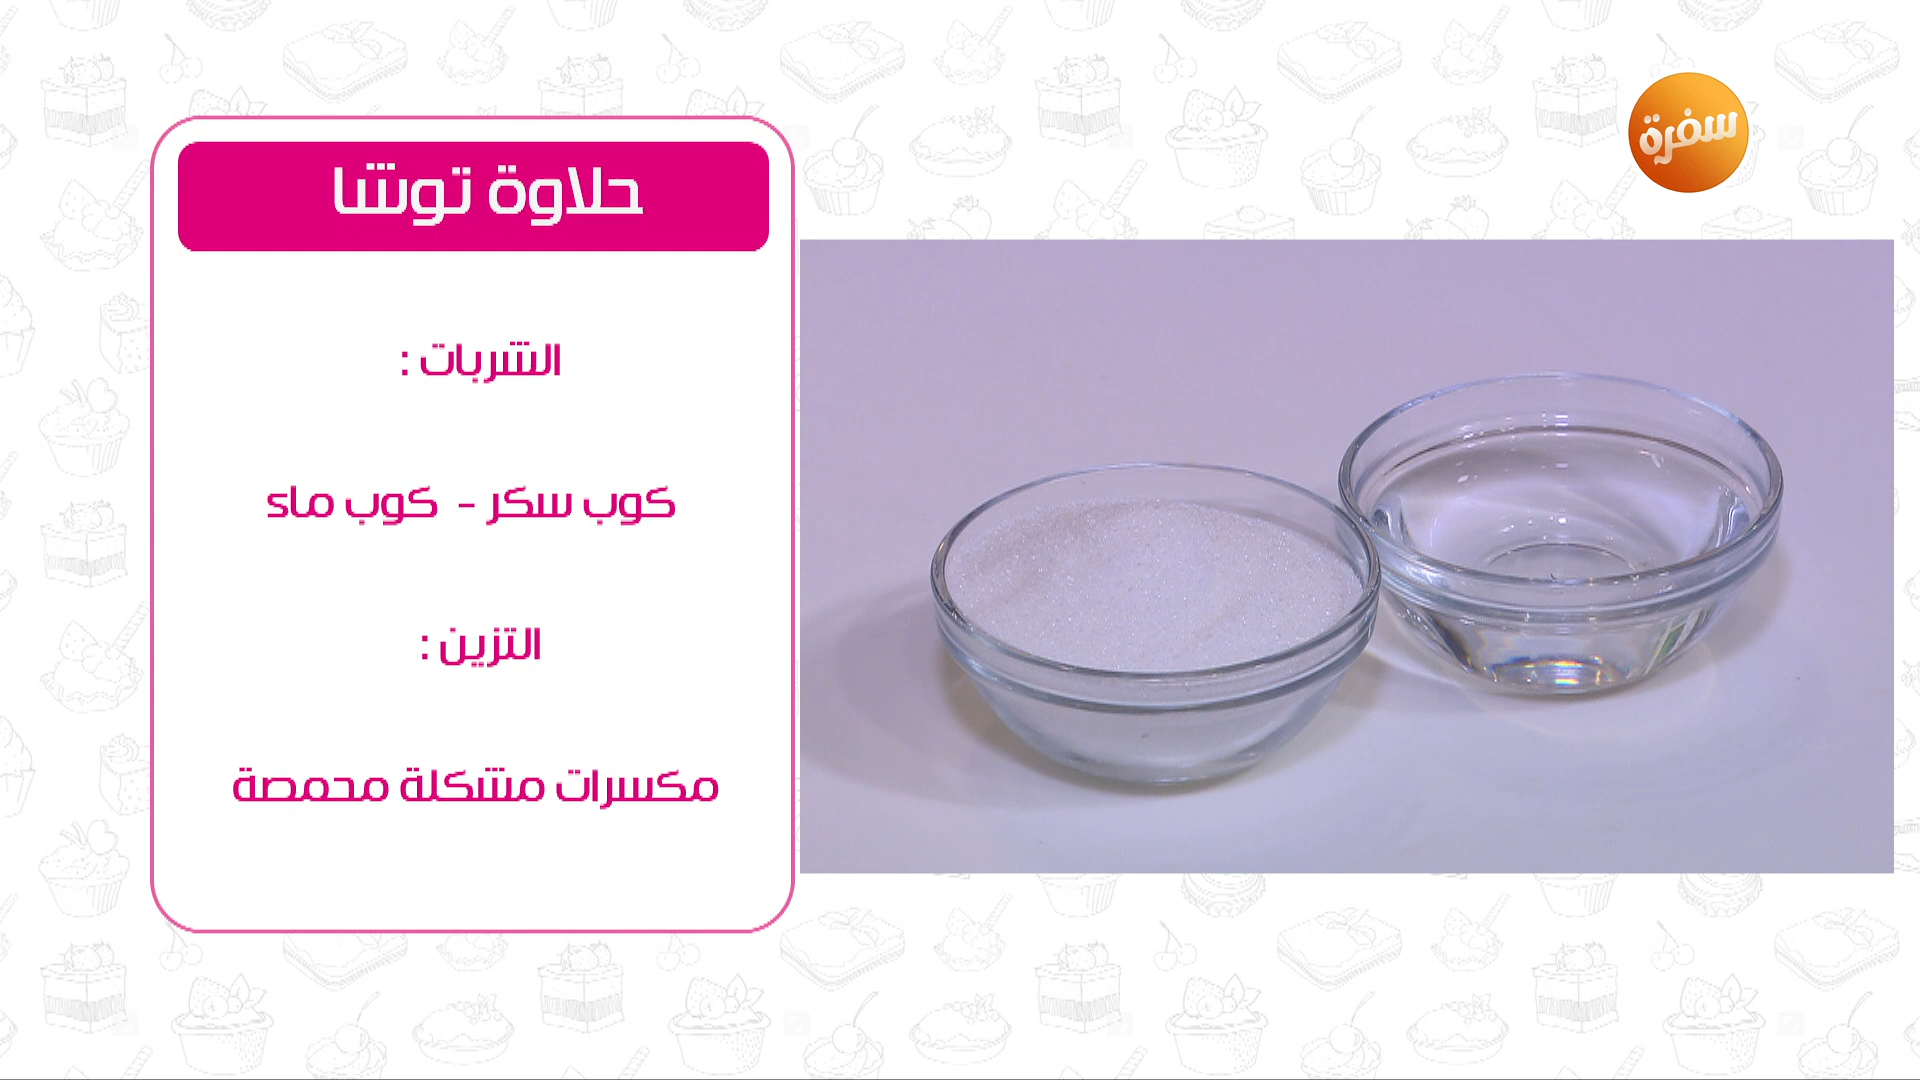 سفرة
حلاوة توشا
الشربات :
كوب سكر - كوب ماء
التزين :
مكسرات مشكلة محمصة